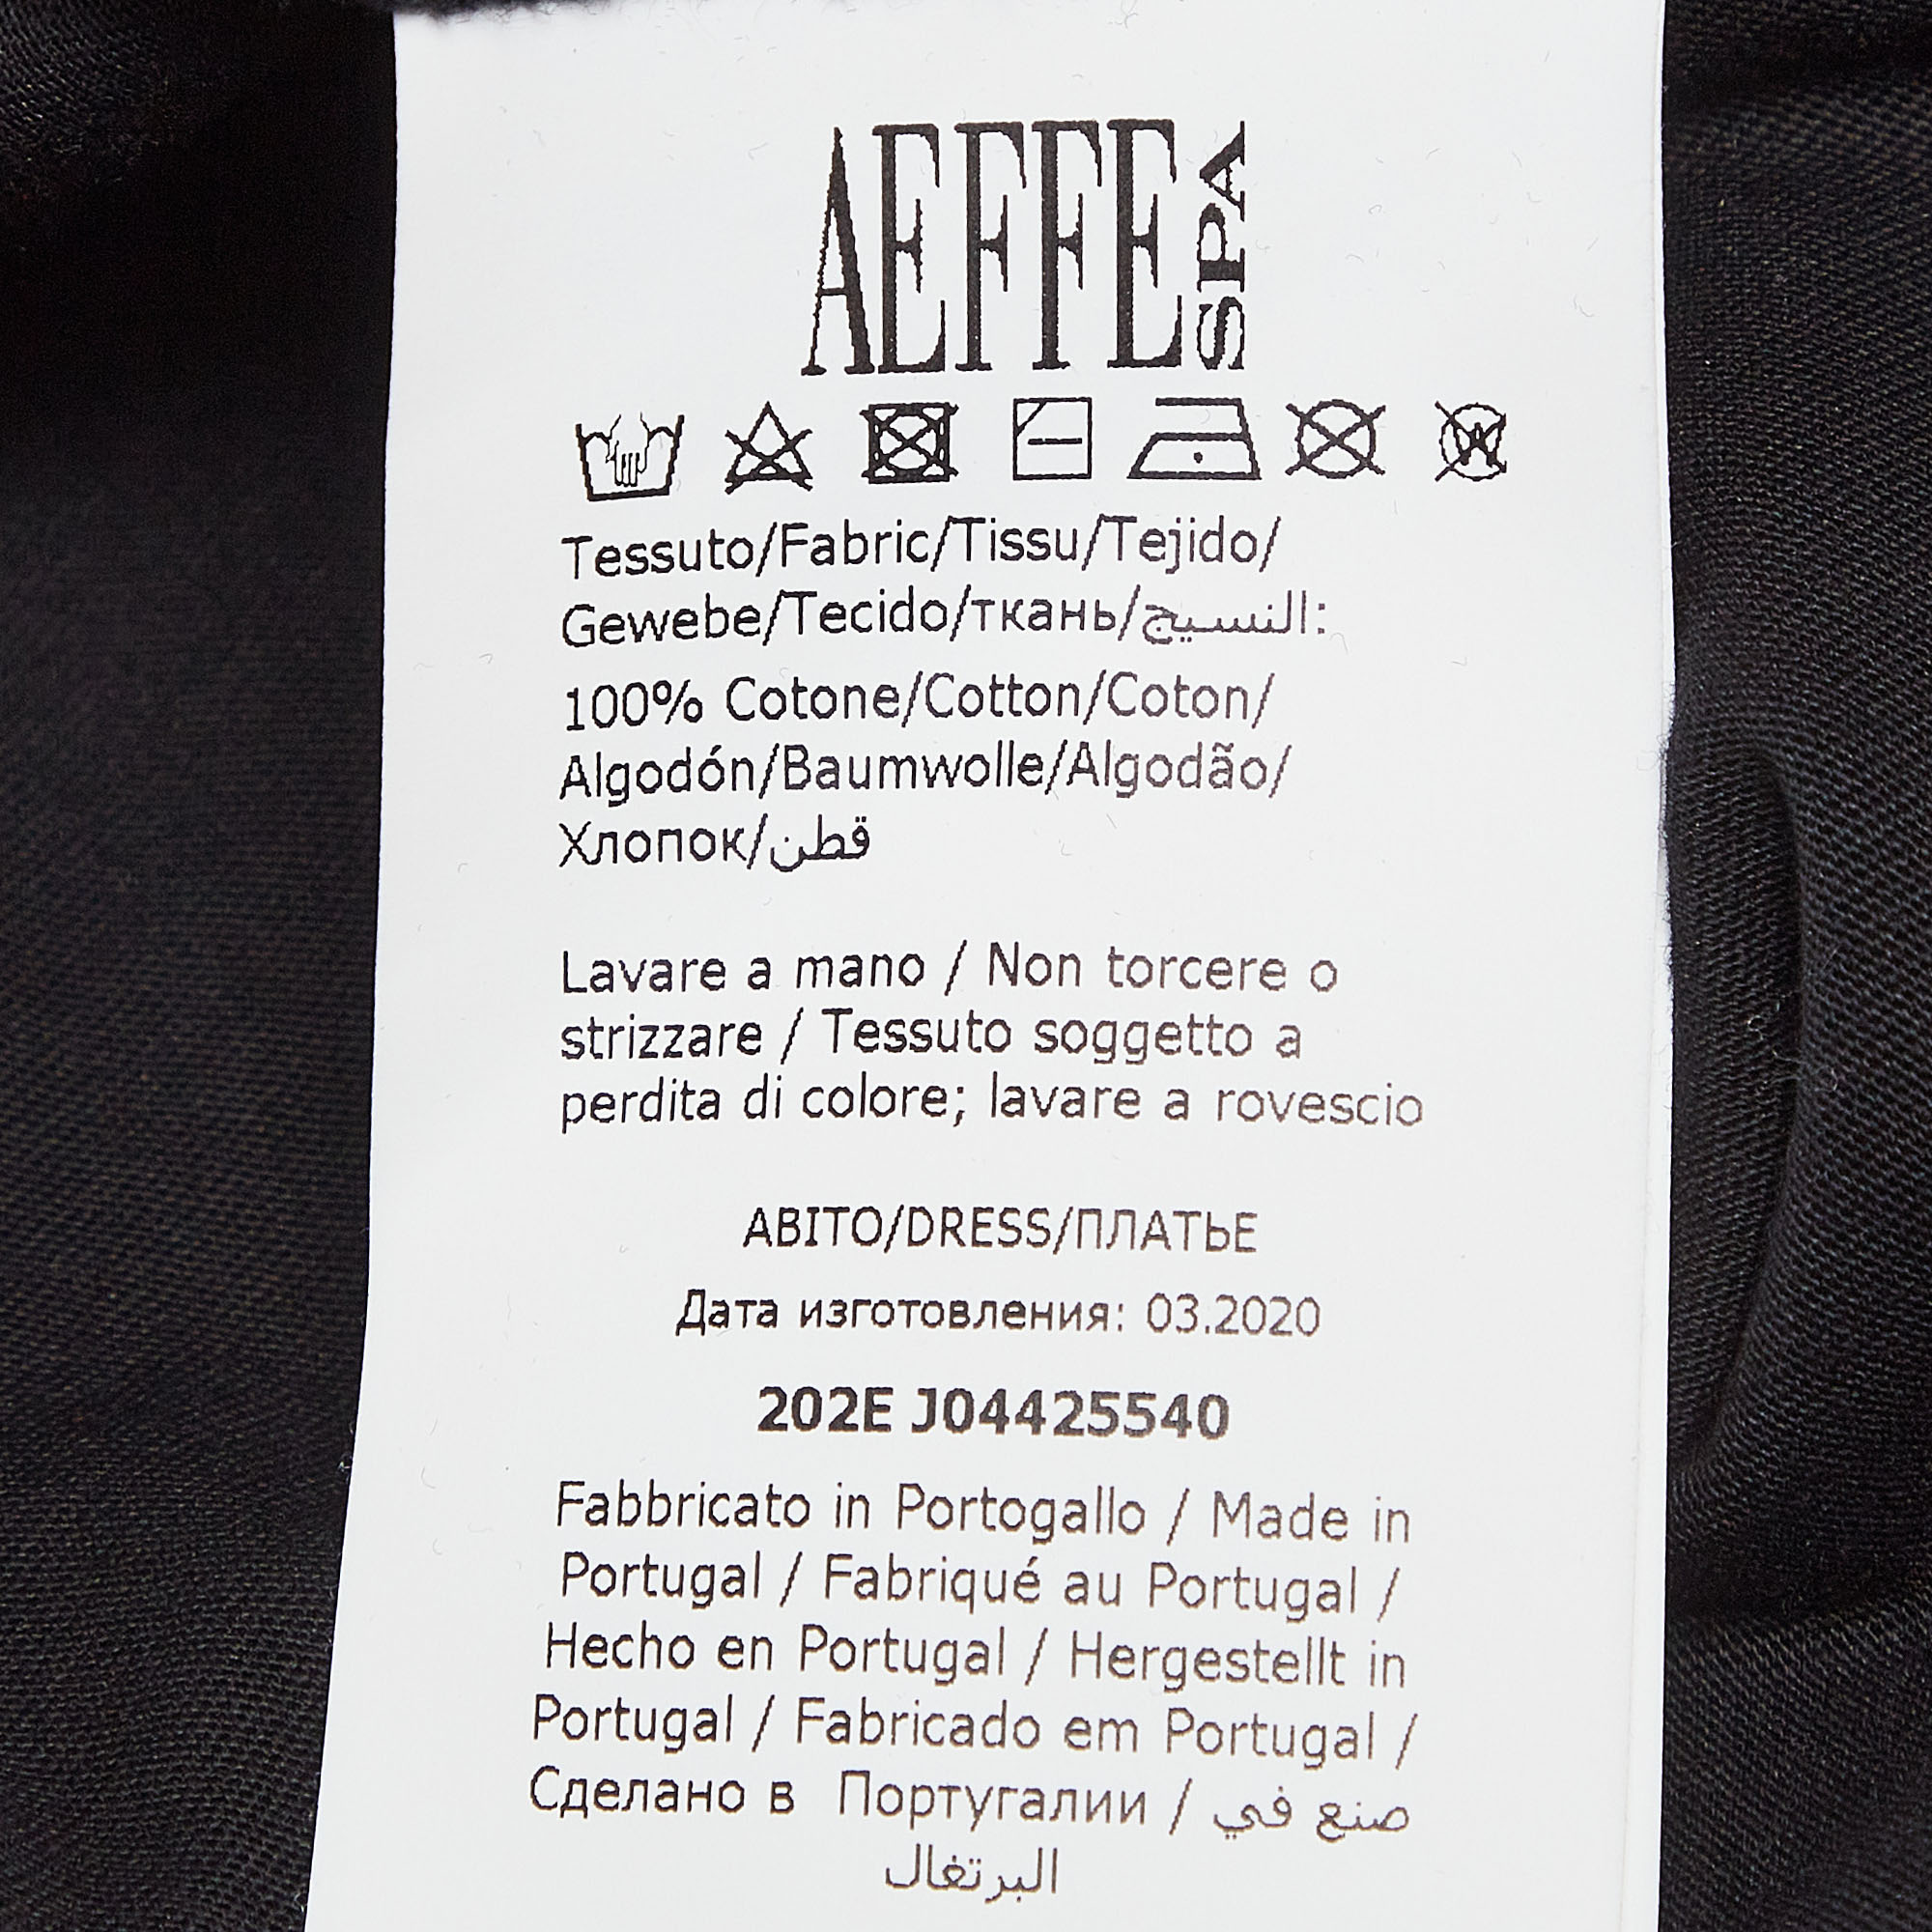 AEFFE SPA
Tessuto/Fabric/Tissu/Tejido/
Gewebe/Tecido/ткань/النسيج:
100% Cotone/Cotton/Coton/
Algodón/Baumwolle/Algodão/
Хлопок/قطن
Lavare a mano / Non torcere o
strizzare / Tessuto soggetto a
perdita di colore; lavare a rovescio
ABITO/DRESS/ПЛАТЬЕ
Дата изготовления: 03.2020
202E J04425540
Fabbricato in Portogallo / Made in
Portugal / Fabriqué au Portugal /
Hecho en Portugal / Hergestellt in
Portugal / Fabricado em Portugal /
Сделано в Португалии / صنع في
البرتغال